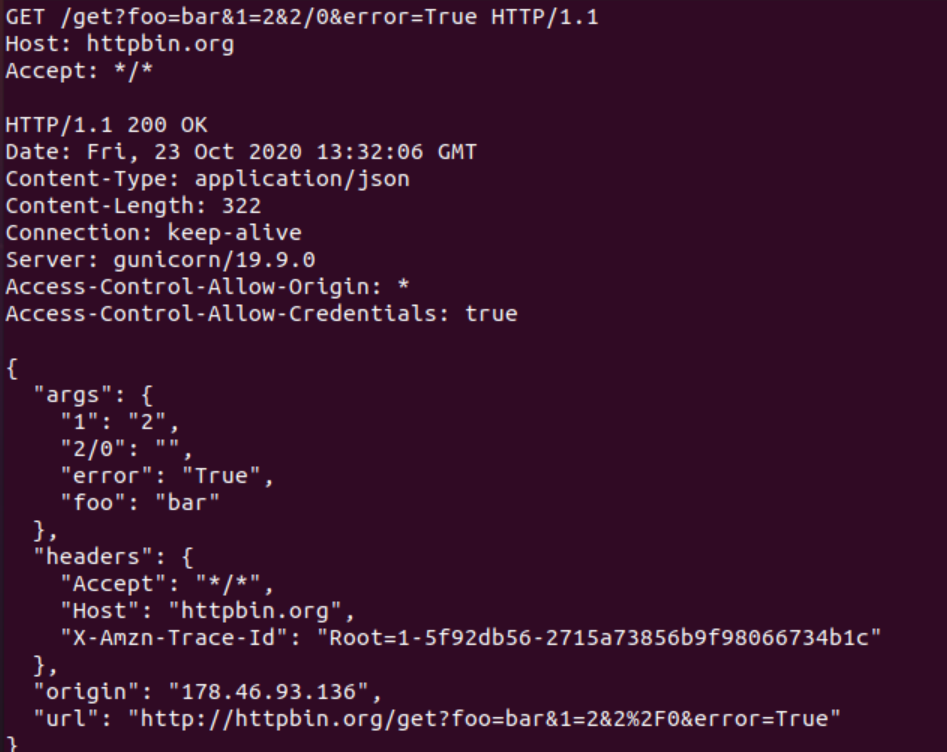 GET /get?foo=bar&1=2&2/0&error=True HTTP/1.1
Host: httpbin.org
Accept: */*

HTTP/1.1 200 OK
Date: Fri, 23 Oct 2020 13:32:06 GMT
Content-Type: application/json
Content-Length: 322
Connection: keep-alive
Server: gunicorn/19.9.0
Access-Control-Allow-Origin: *
Access-Control-Allow-Credentials: true

{
  "args": {
    "1": "2",
    "2/0": "",
    "error": "True",
    "foo": "bar"
  },
  "headers": {
    "Accept": "*/*",
    "Host": "httpbin.org",
    "X-Amzn-Trace-Id": "Root=1-5f92db56-2715a73856b9f98066734b1c"
  },
  "origin": "178.46.93.136",
  "url": "http://httpbin.org/get?foo=bar&1=2&2%2F0&error=True"
}